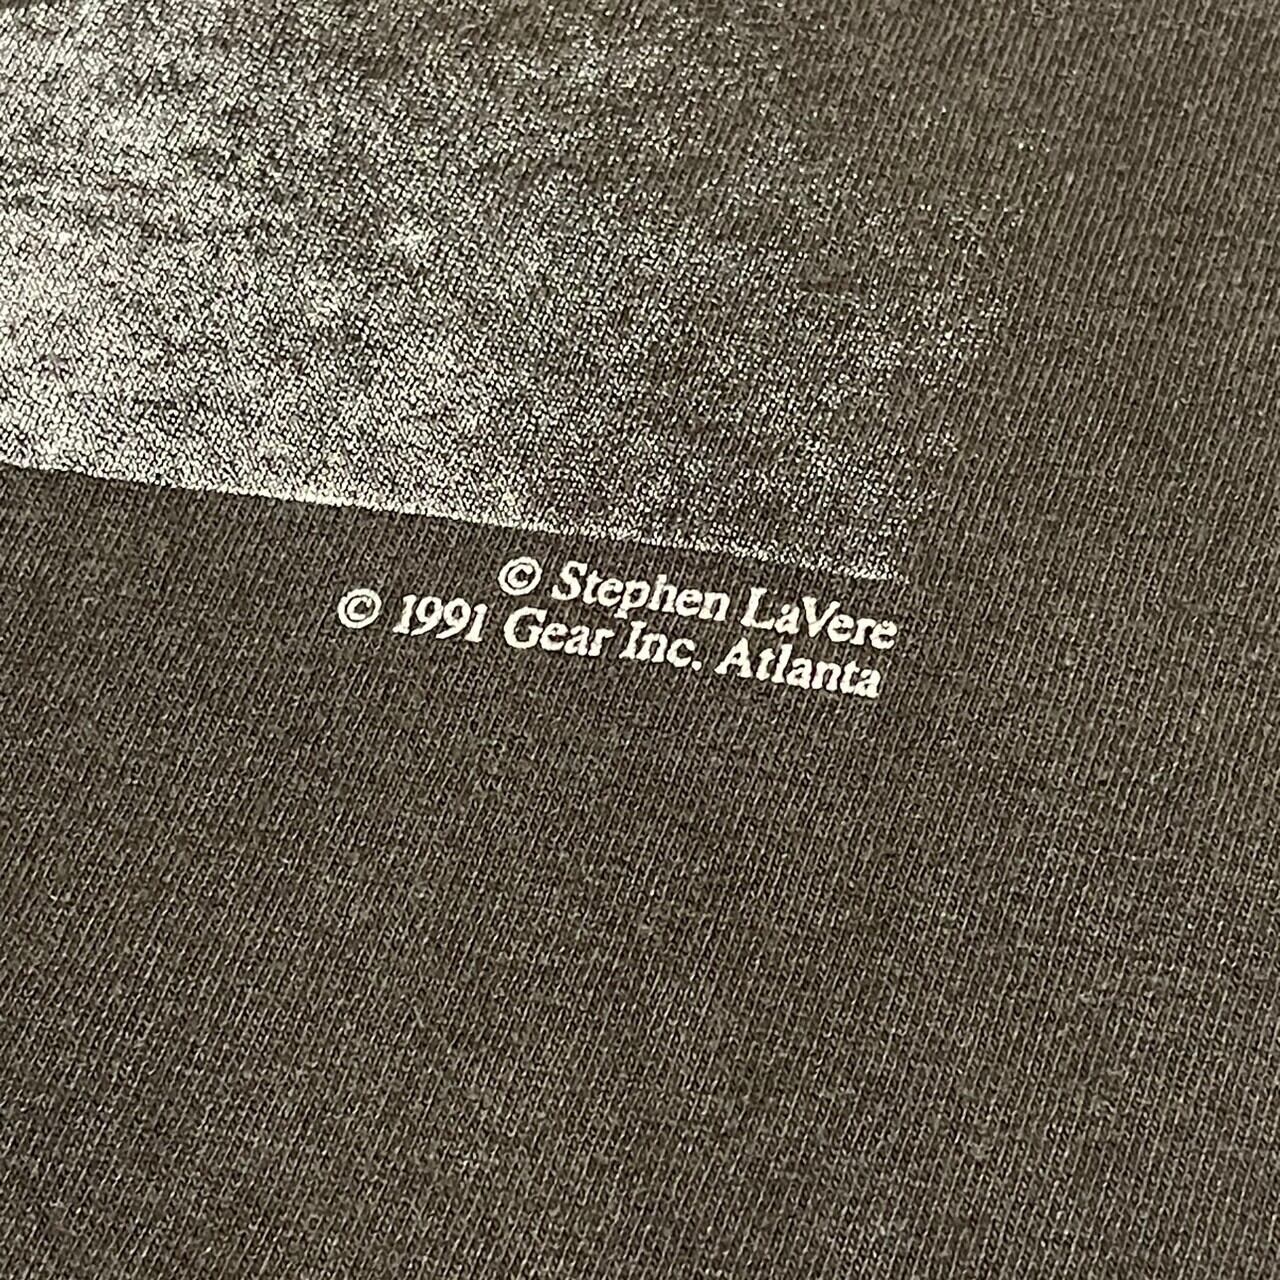 © Stephen LaVere
© 1991 Gear Inc. Atlanta